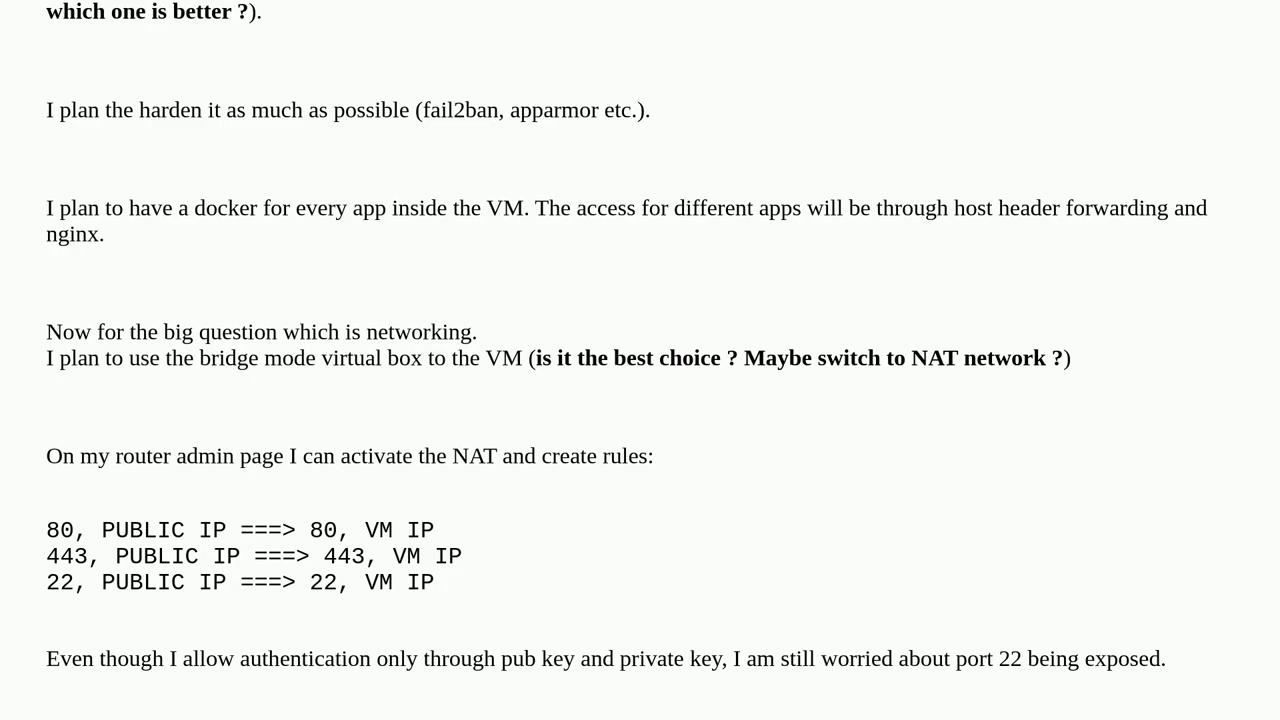 which one is better ?).
I plan the harden it as much as possible (fail2ban, apparmor etc.).
I plan to have a docker for every app inside the VM. The access for different apps will be through host header forwarding and
nginx.
Now for the big question which is networking.
I plan to use the bridge mode virtual box to the VM (is it the best choice ? Maybe switch to NAT network ?)
On my router admin page I can activate the NAT and create rules:
80, PUBLIC IP ===> 80, VM IP
443, PUBLIC IP ===> 443, VM IP
22, PUBLIC IP ===> 22, VM IP
Even though I allow authentication only through pub key and private key, I am still worried about port 22 being exposed.